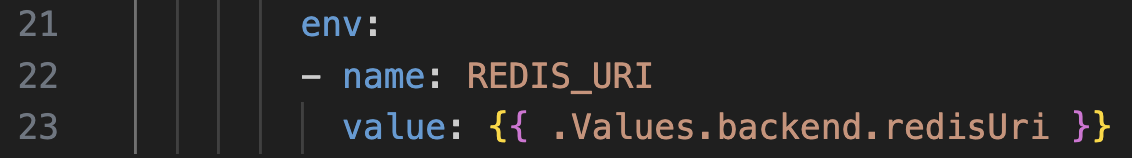 21 env:
22 - name: REDIS_URI
23 value: {{ .Values.backend.redisUri }}